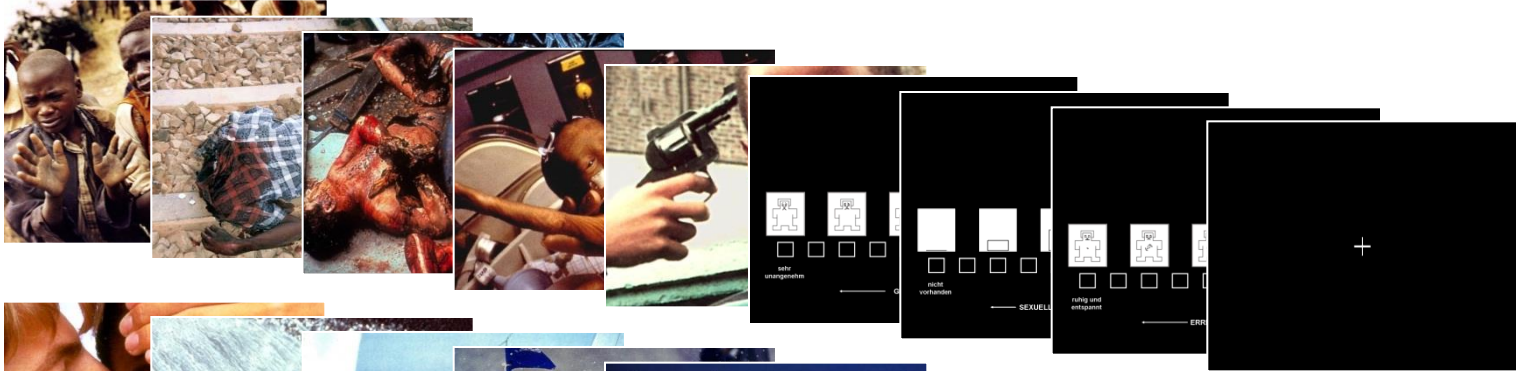 sehr
unangenehm
G
nicht
vorhanden
SEXUELL
ruhig und
entspannt
ERR